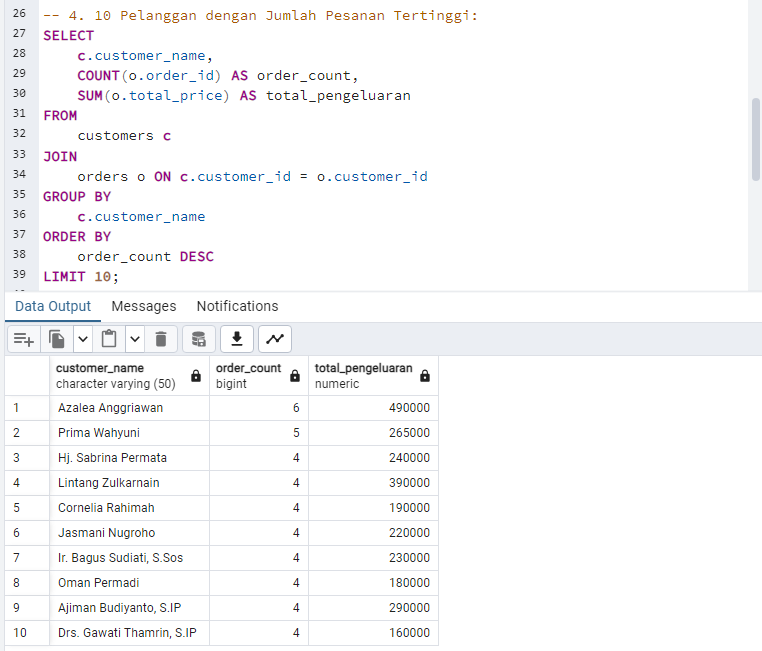 26 -- 4. 10 Pelanggan dengan Jumlah Pesanan Tertinggi:
27 SELECT
28 c.customer_name,
29 COUNT(o.order_id) AS order_count,
30 SUM(o.total_price) AS total_pengeluaran
31 FROM
32 customers c
33 JOIN
34 orders o ON c.customer_id = o.customer_id
35 GROUP BY
36 c.customer_name
37 ORDER BY
38 order_count DESC
39 LIMIT 10;
Data Output Messages Notifications
customer_name order_count total_pengeluaran
character varying (50) bigint numeric
1 Azalea Anggriawan 6 490000
2 Prima Wahyuni 5 265000
3 Hj. Sabrina Permata 4 240000
4 Lintang Zulkarnain 4 390000
5 Cornelia Rahimah 4 190000
6 Jasmani Nugroho 4 220000
7 Ir. Bagus Sudiati, S.Sos 4 230000
8 Oman Permadi 4 180000
9 Ajiman Budiyanto, S.IP 4 290000
10 Drs. Gawati Thamrin, S.IP 4 160000